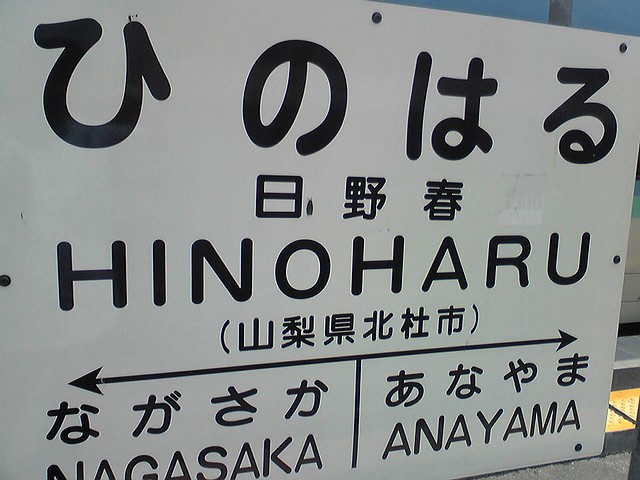 ひのはる
日野春
HINOHARU
(山梨県北杜市)
ながさか あなやま
NAGASAKA ANAYAMA